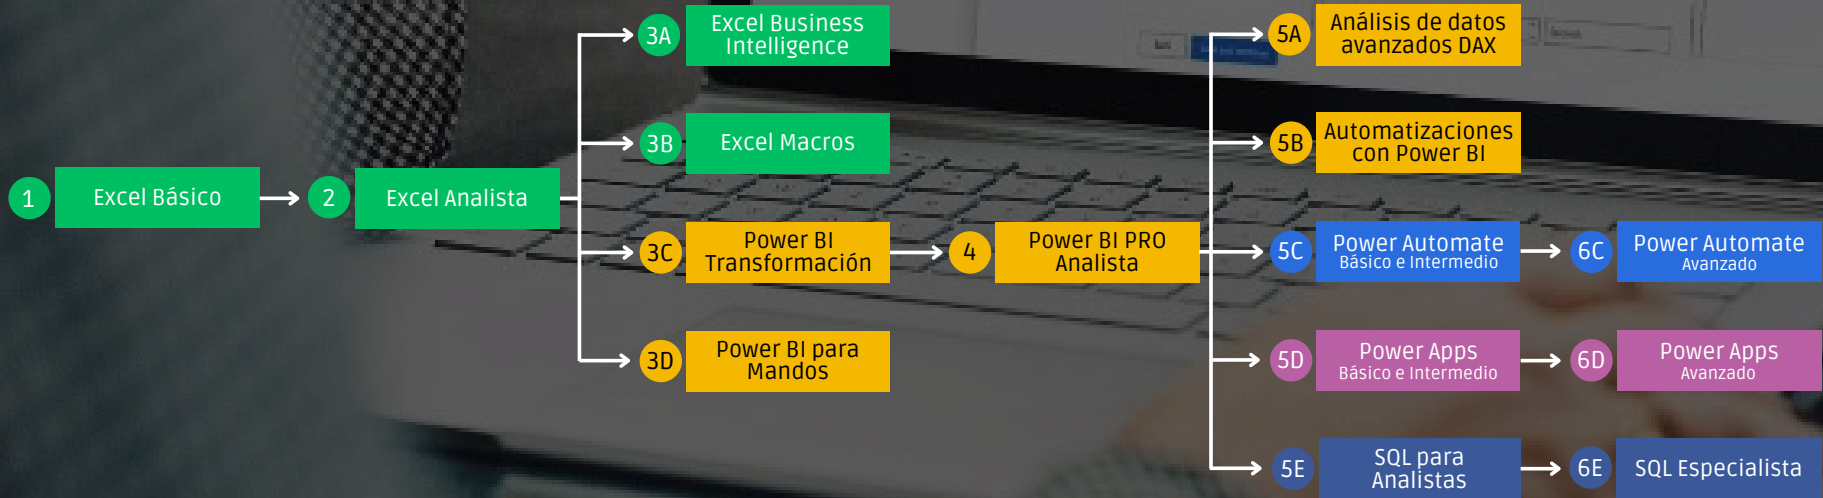 1
Excel Básico
2
Excel Analista
3A
Excel Business
Intelligence
3B
Excel Macros
3C
Power BI
Transformación
3D
Power BI para
Mandos
4
Power BI PRO
Analista
5A
Análisis de datos
avanzados DAX
5B
Automatizaciones
con Power BI
5C
Power Automate
Básico e Intermedio
6C
Power Automate
Avanzado
5D
Power Apps
Básico e Intermedio
6D
Power Apps
Avanzado
5E
SQL para
Analistas
6E
SQL Especialista